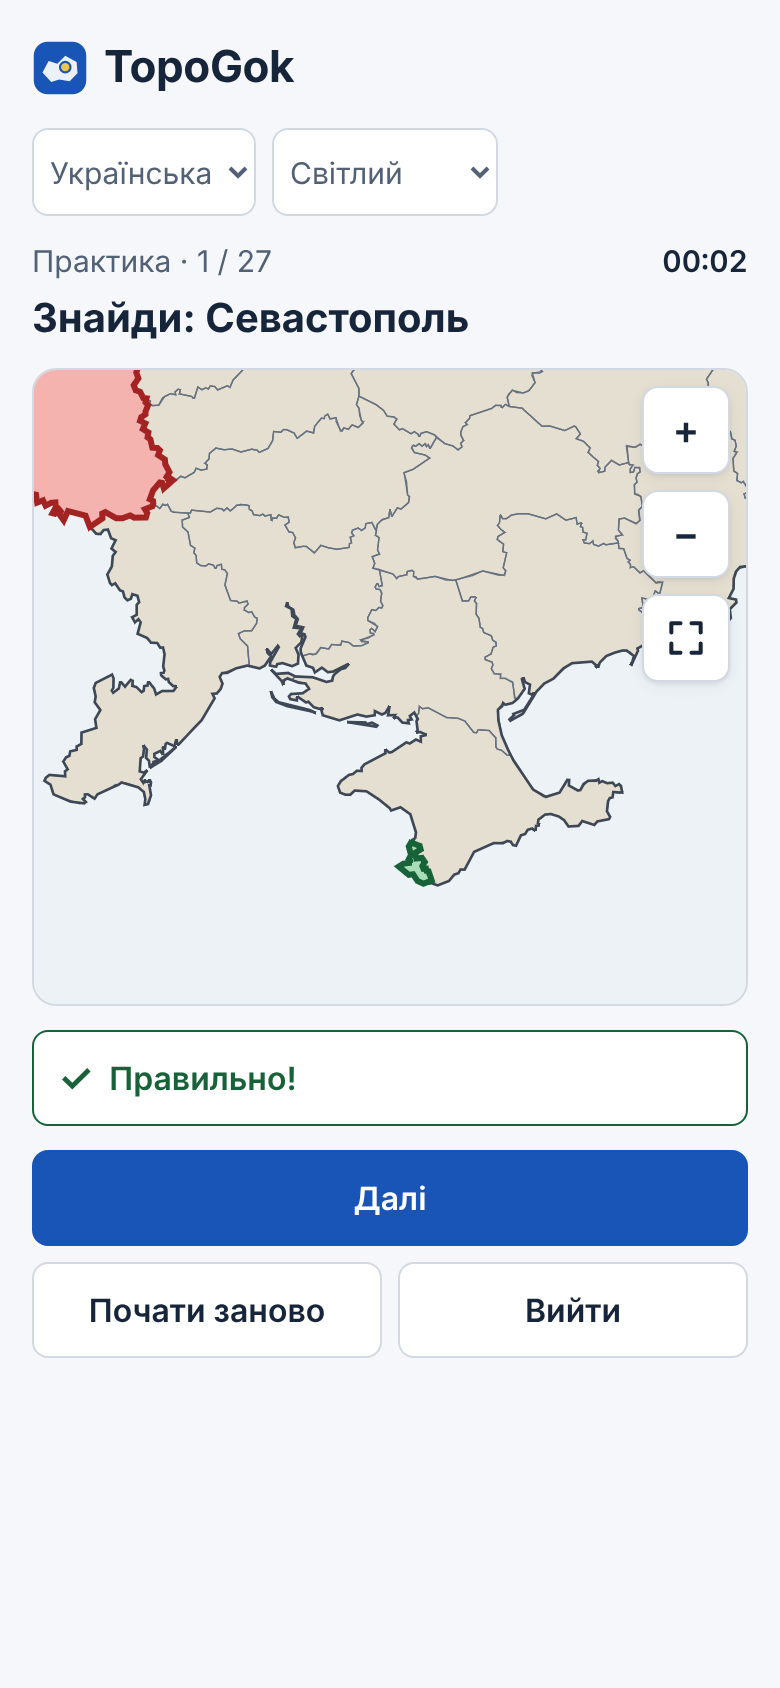 TopoGok
Українська Світлий
Практика · 1 / 27 00:02
Знайди: Севастополь
+
−
Правильно!
Далі
Почати заново Вийти